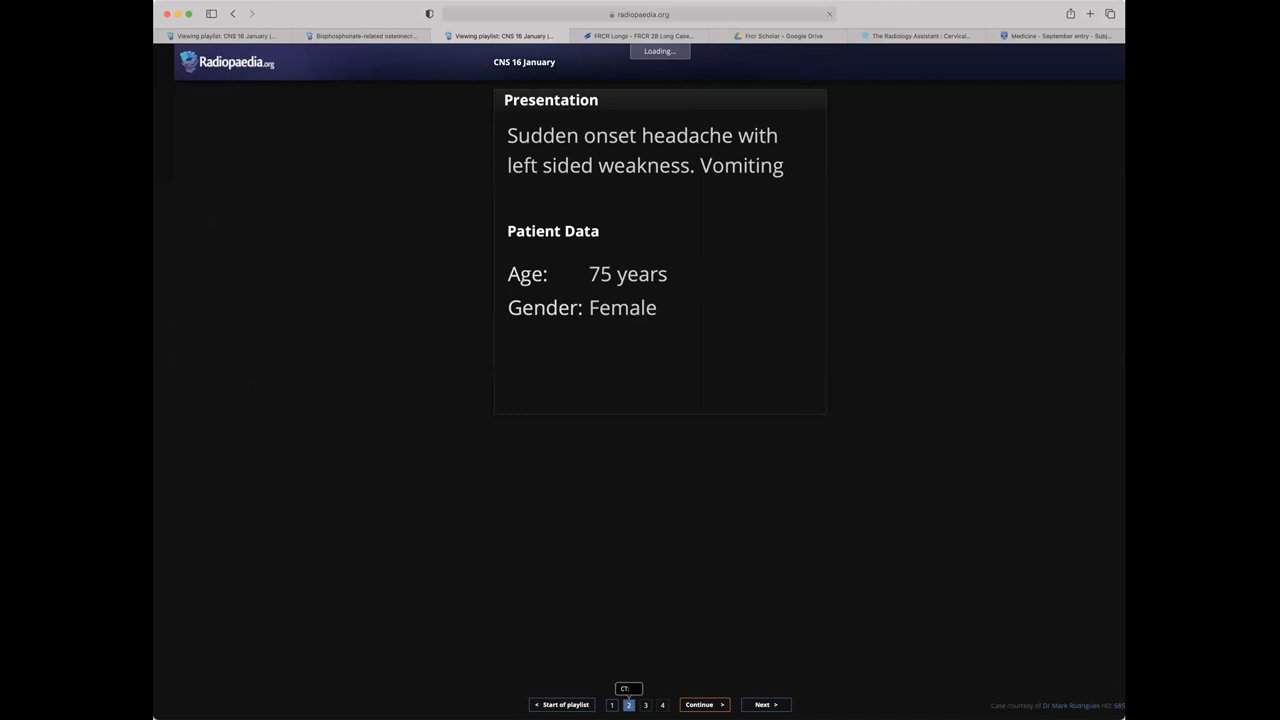 radiopaedia.org
Viewing playlist: CNS 16 January |...
Bisphosphonate-related osteonecr...
Viewing playlist: CNS 16 January |...
FRCR Longs - FRCR 2B Long Case...
Frcr Scholar - Google Drive
The Radiology Assistant : Cervical...
Medicine - September entry - Subj...
Loading...
Radiopaedia.org
CNS 16 January
Presentation
Sudden onset headache with
left sided weakness. Vomiting
Patient Data
Age: 75 years
Gender: Female
CT:
< Start of playlist
1
2
3
4
Continue >
Next >
Case courtesy of Dr Mark Rodrigues rID: 585